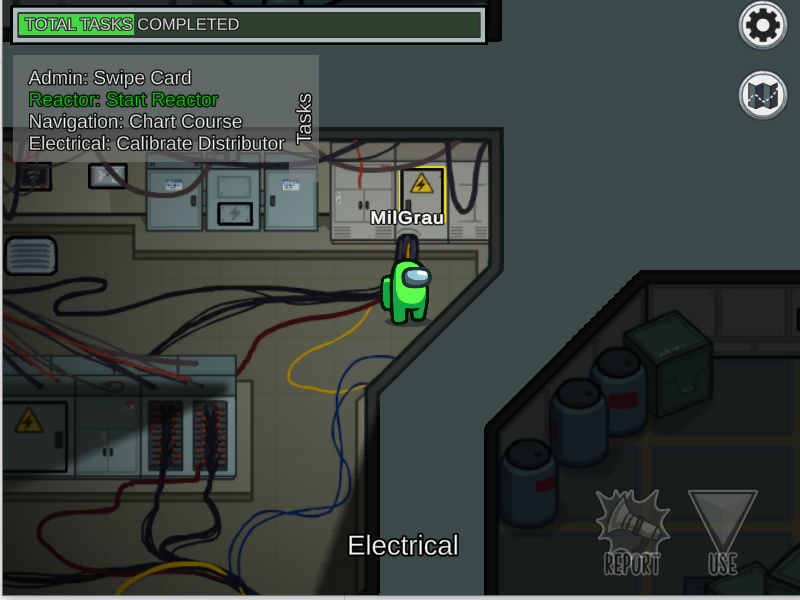 TOTAL TASKS COMPLETED
Admin: Swipe Card
Reactor: Start Reactor
Navigation: Chart Course
Electrical: Calibrate Distributor
Tasks
MilGrau
Electrical
REPORT
USE